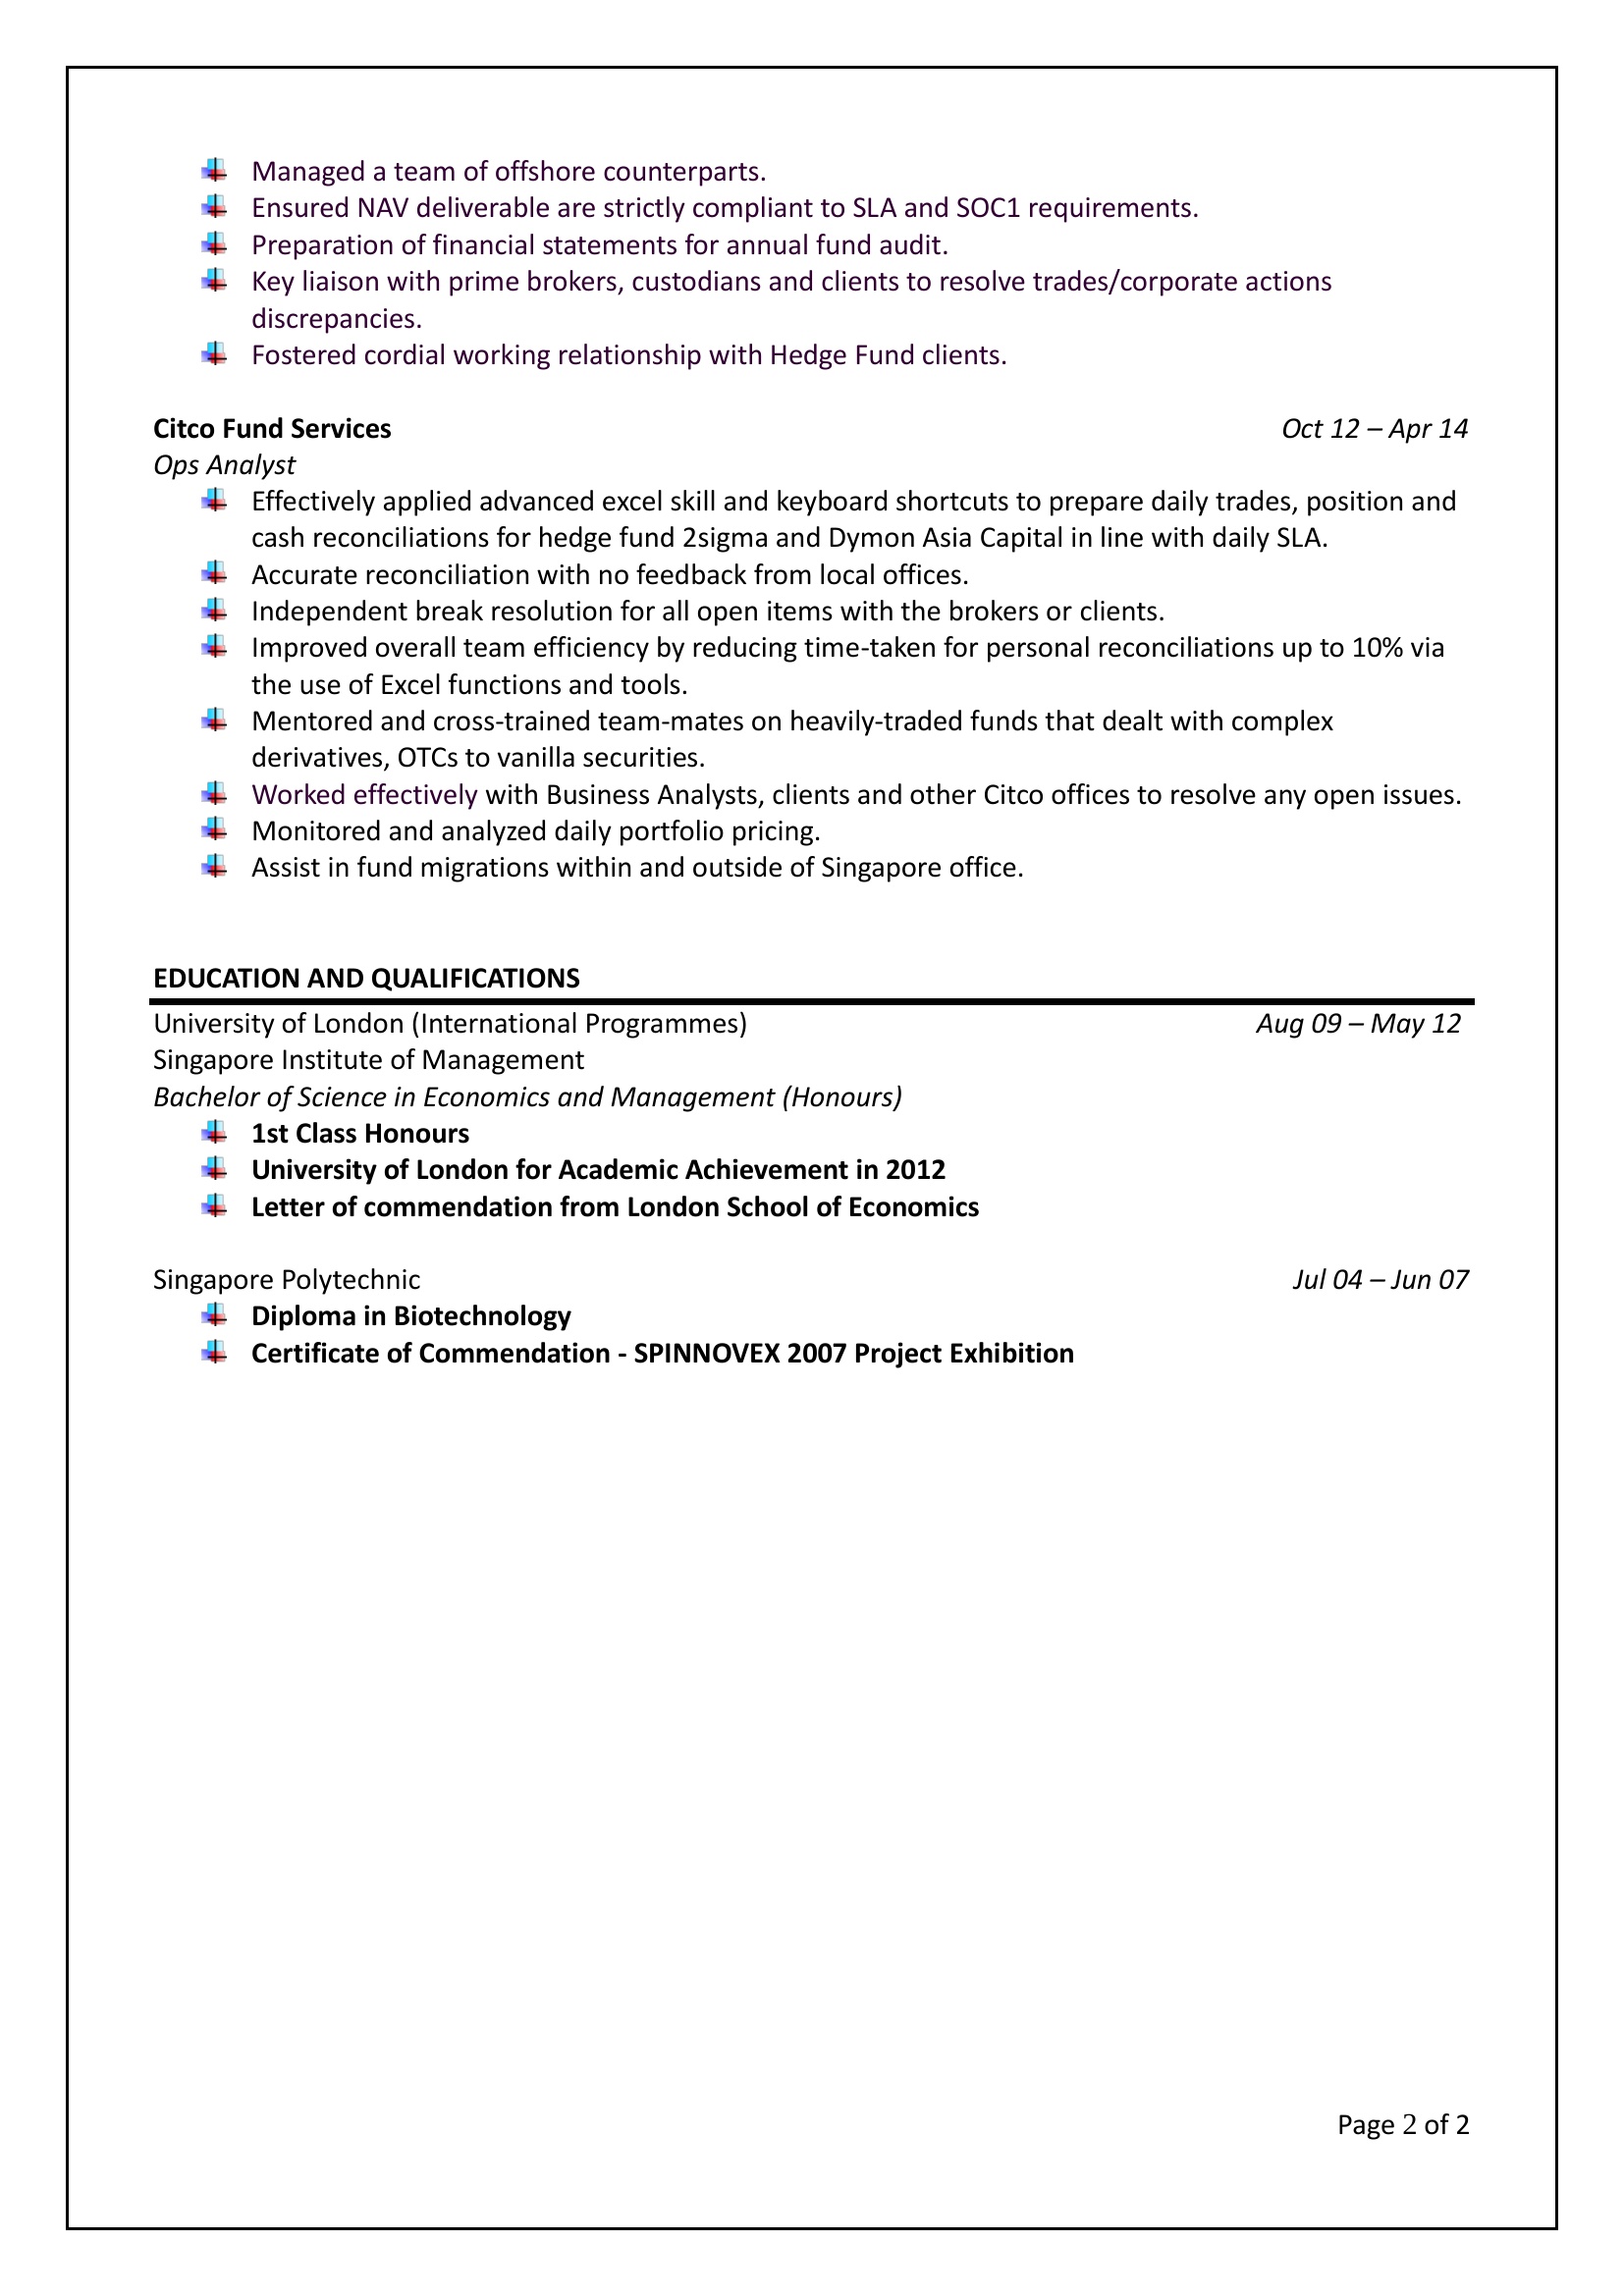 Managed a team of offshore counterparts.
Ensured NAV deliverable are strictly compliant to SLA and SOC1 requirements.
Preparation of financial statements for annual fund audit.
Key liaison with prime brokers, custodians and clients to resolve trades/corporate actions
discrepancies.
Fostered cordial working relationship with Hedge Fund clients.
Citco Fund Services Oct 12 – Apr 14
Ops Analyst
Effectively applied advanced excel skill and keyboard shortcuts to prepare daily trades, position and
cash reconciliations for hedge fund 2sigma and Dymon Asia Capital in line with daily SLA.
Accurate reconciliation with no feedback from local offices.
Independent break resolution for all open items with the brokers or clients.
Improved overall team efficiency by reducing time-taken for personal reconciliations up to 10% via
the use of Excel functions and tools.
Mentored and cross-trained team-mates on heavily-traded funds that dealt with complex
derivatives, OTCs to vanilla securities.
Worked effectively with Business Analysts, clients and other Citco offices to resolve any open issues.
Monitored and analyzed daily portfolio pricing.
Assist in fund migrations within and outside of Singapore office.
EDUCATION AND QUALIFICATIONS
University of London (International Programmes) Aug 09 – May 12
Singapore Institute of Management
Bachelor of Science in Economics and Management (Honours)
1st Class Honours
University of London for Academic Achievement in 2012
Letter of commendation from London School of Economics
Singapore Polytechnic Jul 04 – Jun 07
Diploma in Biotechnology
Certificate of Commendation - SPINNOVEX 2007 Project Exhibition
Page 2 of 2